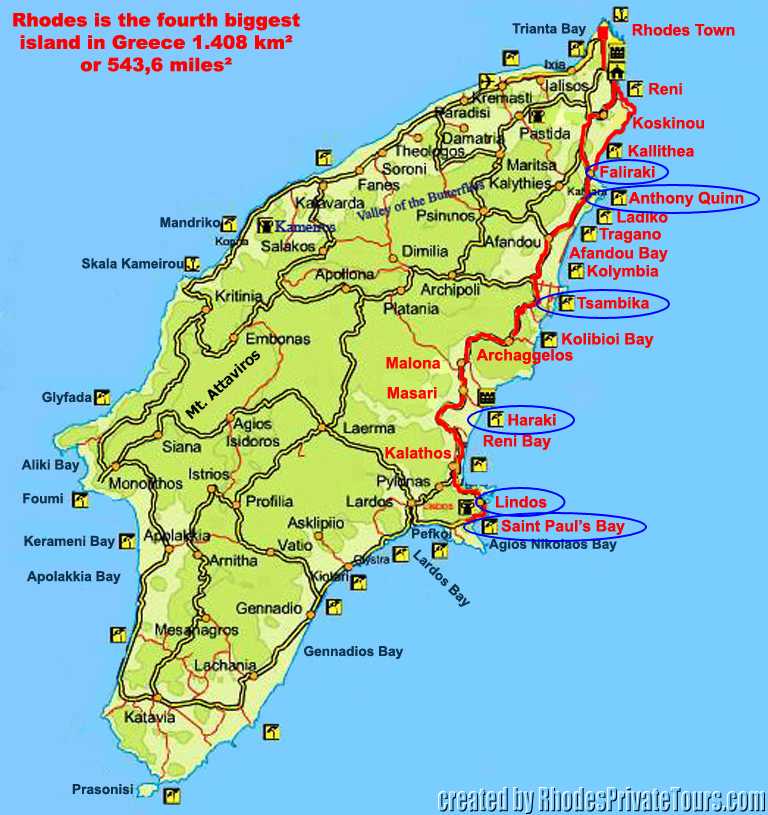 Rhodes is the fourth biggest
island in Greece 1.408 km²
or 543,6 miles²
Trianta Bay
Rhodes Town
Ixia
Ialisos
Kremasti
Reni
Paradisi
Koskinou
Damatria
Pastida
Theologos
Kallithea
Soroni
Maritsa
Faliraki
Fanes
Kalythies
Kalavarda
Valley of the Butterflies
Anthony Quinn
Psinthos
Ladiko
Mandriko
Kameiros
Tragano
Salakos
Afandou
Afandou Bay
Dimilia
Skala Kameirou
Kolymbia
Apollona
Archipoli
Kritinia
Platania
Tsambika
Embonas
Kolibioi Bay
Archaggelos
Malona
Mt. Attaviros
Masari
Glyfada
Haraki
Agios
Isidoros
Laerma
Reni Bay
Siana
Kalathos
Aliki Bay
Istrios
Monolithos
Pylonas
Foumi
Profilia
Lardos
Lindos
Lindos
Asklipiio
Saint Paul's Bay
Kerameni Bay
Apolakkia
Pefkoi
Agios Nikolaos Bay
Arnitha
Vatio
Glystra
Apolakkia Bay
Kiotari
Lardos Bay
Gennadio
Mesanagros
Gennadios Bay
Lachania
Katavia
Prasonisi
created by RhodesPrivateTours.com